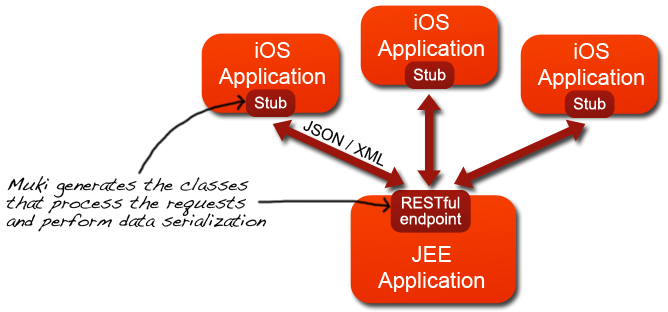 iOS
Application
Stub
iOS
Application
Stub
iOS
Application
Stub
JSON / XML
Muki generates the classes
that process the requests
and perform data serialization
RESTful
endpoint
JEE
Application